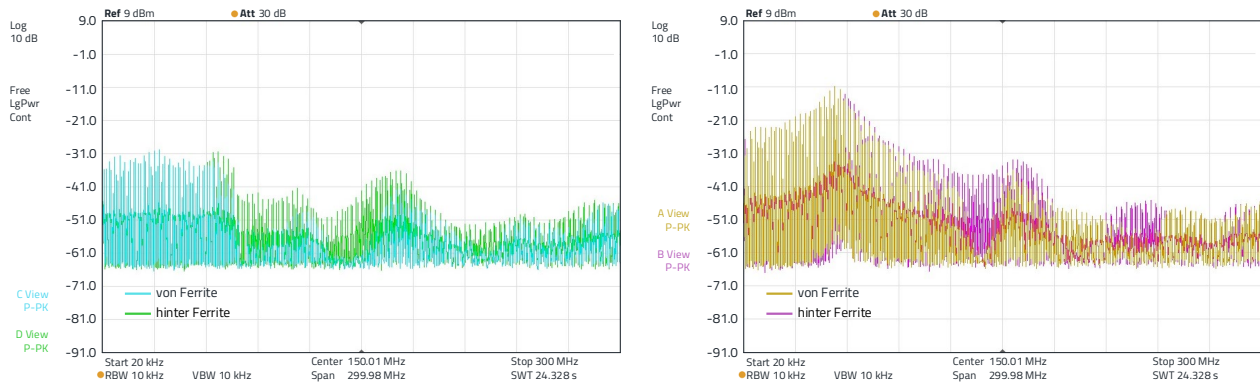 Ref 9 dBm
Att 30 dB
Log
10 dB
9.0
-1.0
Free
LgPwr
Cont
-11.0
-21.0
-31.0
-41.0
-51.0
-61.0
-71.0
-81.0
-91.0
C View
P-PK
D View
P-PK
von Ferrite
hinter Ferrite
Start 20 kHz
Center 150.01 MHz
Stop 300 MHz
RBW 10 kHz
VBW 10 kHz
Span 299.98 MHz
SWT 24.328 s
Ref 9 dBm
Att 30 dB
Log
10 dB
9.0
-1.0
Free
LgPwr
Cont
-11.0
-21.0
-31.0
-41.0
-51.0
-61.0
-71.0
-81.0
-91.0
A View
P-PK
B View
P-PK
von Ferrite
hinter Ferrite
Start 20 kHz
Center 150.01 MHz
Stop 300 MHz
RBW 10 kHz
VBW 10 kHz
Span 299.98 MHz
SWT 24.328 s